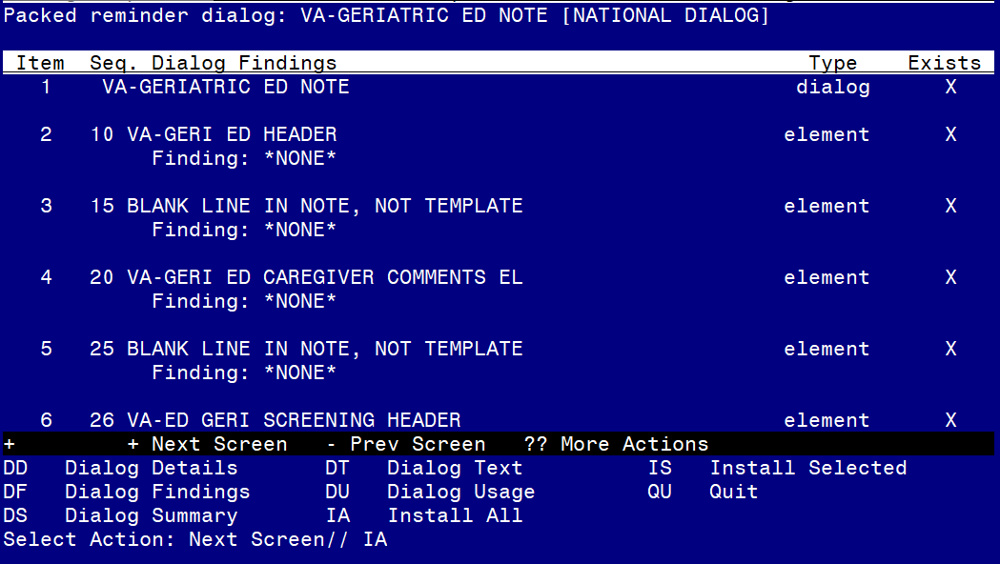 Packed reminder dialog: VA-GERIATRIC ED NOTE [NATIONAL DIALOG]
Item Seq. Dialog Findings Type Exists
1 VA-GERIATRIC ED NOTE dialog X
2 10 VA-GERI ED HEADER element X
Finding: *NONE*
3 15 BLANK LINE IN NOTE, NOT TEMPLATE element X
Finding: *NONE*
4 20 VA-GERI ED CAREGIVER COMMENTS EL element X
Finding: *NONE*
5 25 BLANK LINE IN NOTE, NOT TEMPLATE element X
Finding: *NONE*
6 26 VA-ED GERI SCREENING HEADER element X
+ + Next Screen - Prev Screen ?? More Actions
DD Dialog Details DT Dialog Text IS Install Selected
DF Dialog Findings DU Dialog Usage QU Quit
DS Dialog Summary IA Install All
Select Action: Next Screen// IA